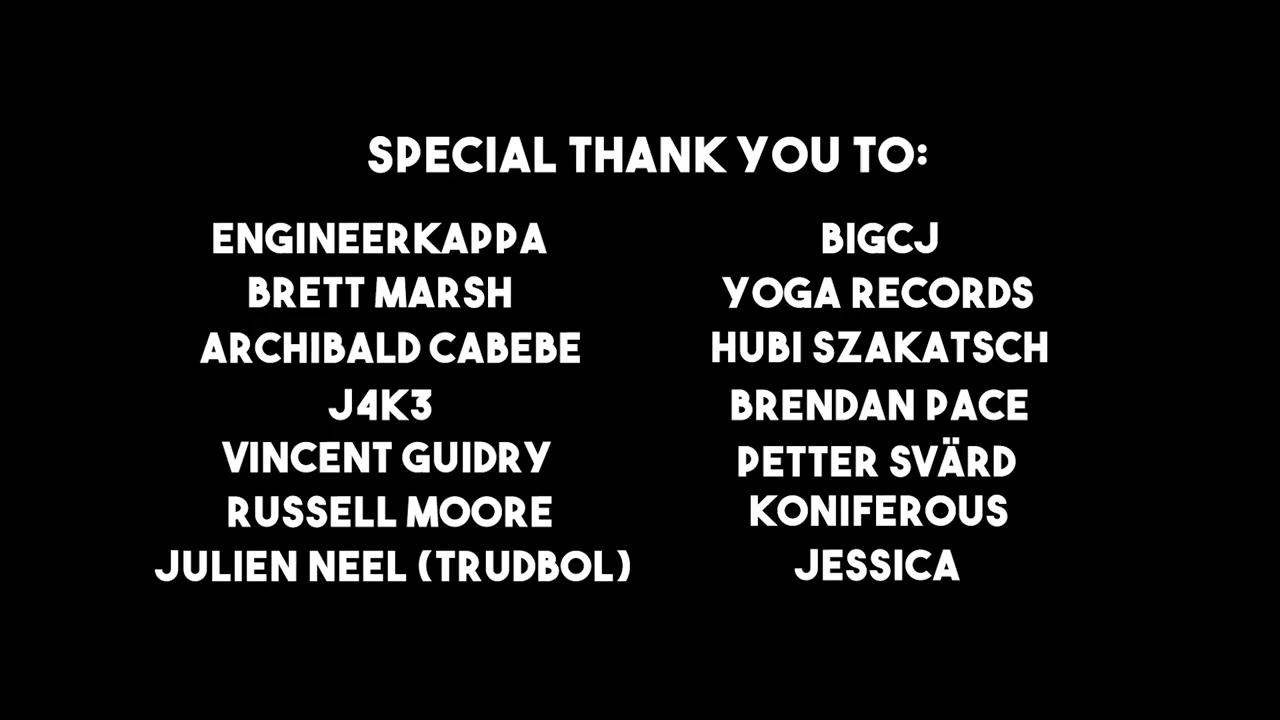 SPECIAL THANK YOU TO:
ENGINEERKAPPA
BRETT MARSH
ARCHIBALD CABEBE
J4K3
VINCENT GUIDRY
RUSSELL MOORE
JULIEN NEEL (TRUDBOL)
BIGCJ
YOGA RECORDS
HUBI SZAKATSCH
BRENDAN PACE
PETTER SVÄRD
KONIFEROUS
JESSICA